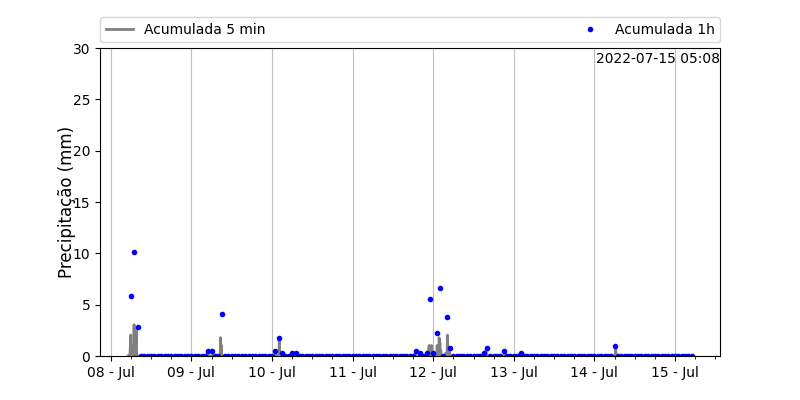 Acumulada 5 min
Acumulada 1h
2022-07-15 05:08
Precipitação (mm)
30
25
20
15
10
5
0
08 - Jul
09 - Jul
10 - Jul
11 - Jul
12 - Jul
13 - Jul
14 - Jul
15 - Jul